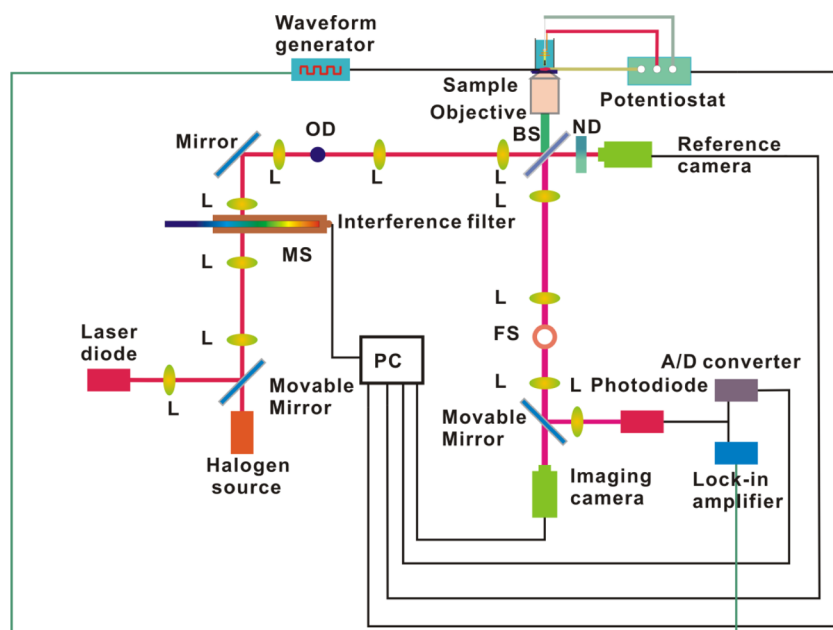 Waveform
generator
Sample
Objective
Potentiostat
Mirror
OD
BS
ND
Reference
camera
L
L
L
L
L
Interference filter
MS
L
L
FS
L
Laser
diode
PC
A/D converter
L
L
Photodiode
L
Movable
Mirror
Movable
Mirror
Halogen
source
Imaging
camera
Lock-in
amplifier